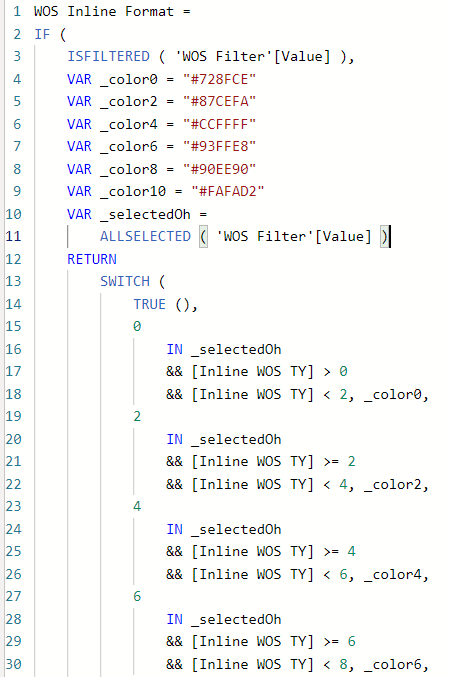 1 WOS Inline Format =
2 IF (
3 ISFILTERED ( 'WOS Filter'[Value] ),
4 VAR _color0 = "#728FCE"
5 VAR _color2 = "#87CEFA"
6 VAR _color4 = "#CCFFFF"
7 VAR _color6 = "#93FFE8"
8 VAR _color8 = "#90EE90"
9 VAR _color10 = "#FAFAD2"
10 VAR _selectedOh =
11 ALLSELECTED ( 'WOS Filter'[Value] )
12 RETURN
13 SWITCH (
14 TRUE (),
15 0
16 IN _selectedOh
17 && [Inline WOS TY] > 0
18 && [Inline WOS TY] < 2, _color0,
19 2
20 IN _selectedOh
21 && [Inline WOS TY] >= 2
22 && [Inline WOS TY] < 4, _color2,
23 4
24 IN _selectedOh
25 && [Inline WOS TY] >= 4
26 && [Inline WOS TY] < 6, _color4,
27 6
28 IN _selectedOh
29 && [Inline WOS TY] >= 6
30 && [Inline WOS TY] < 8, _color6,